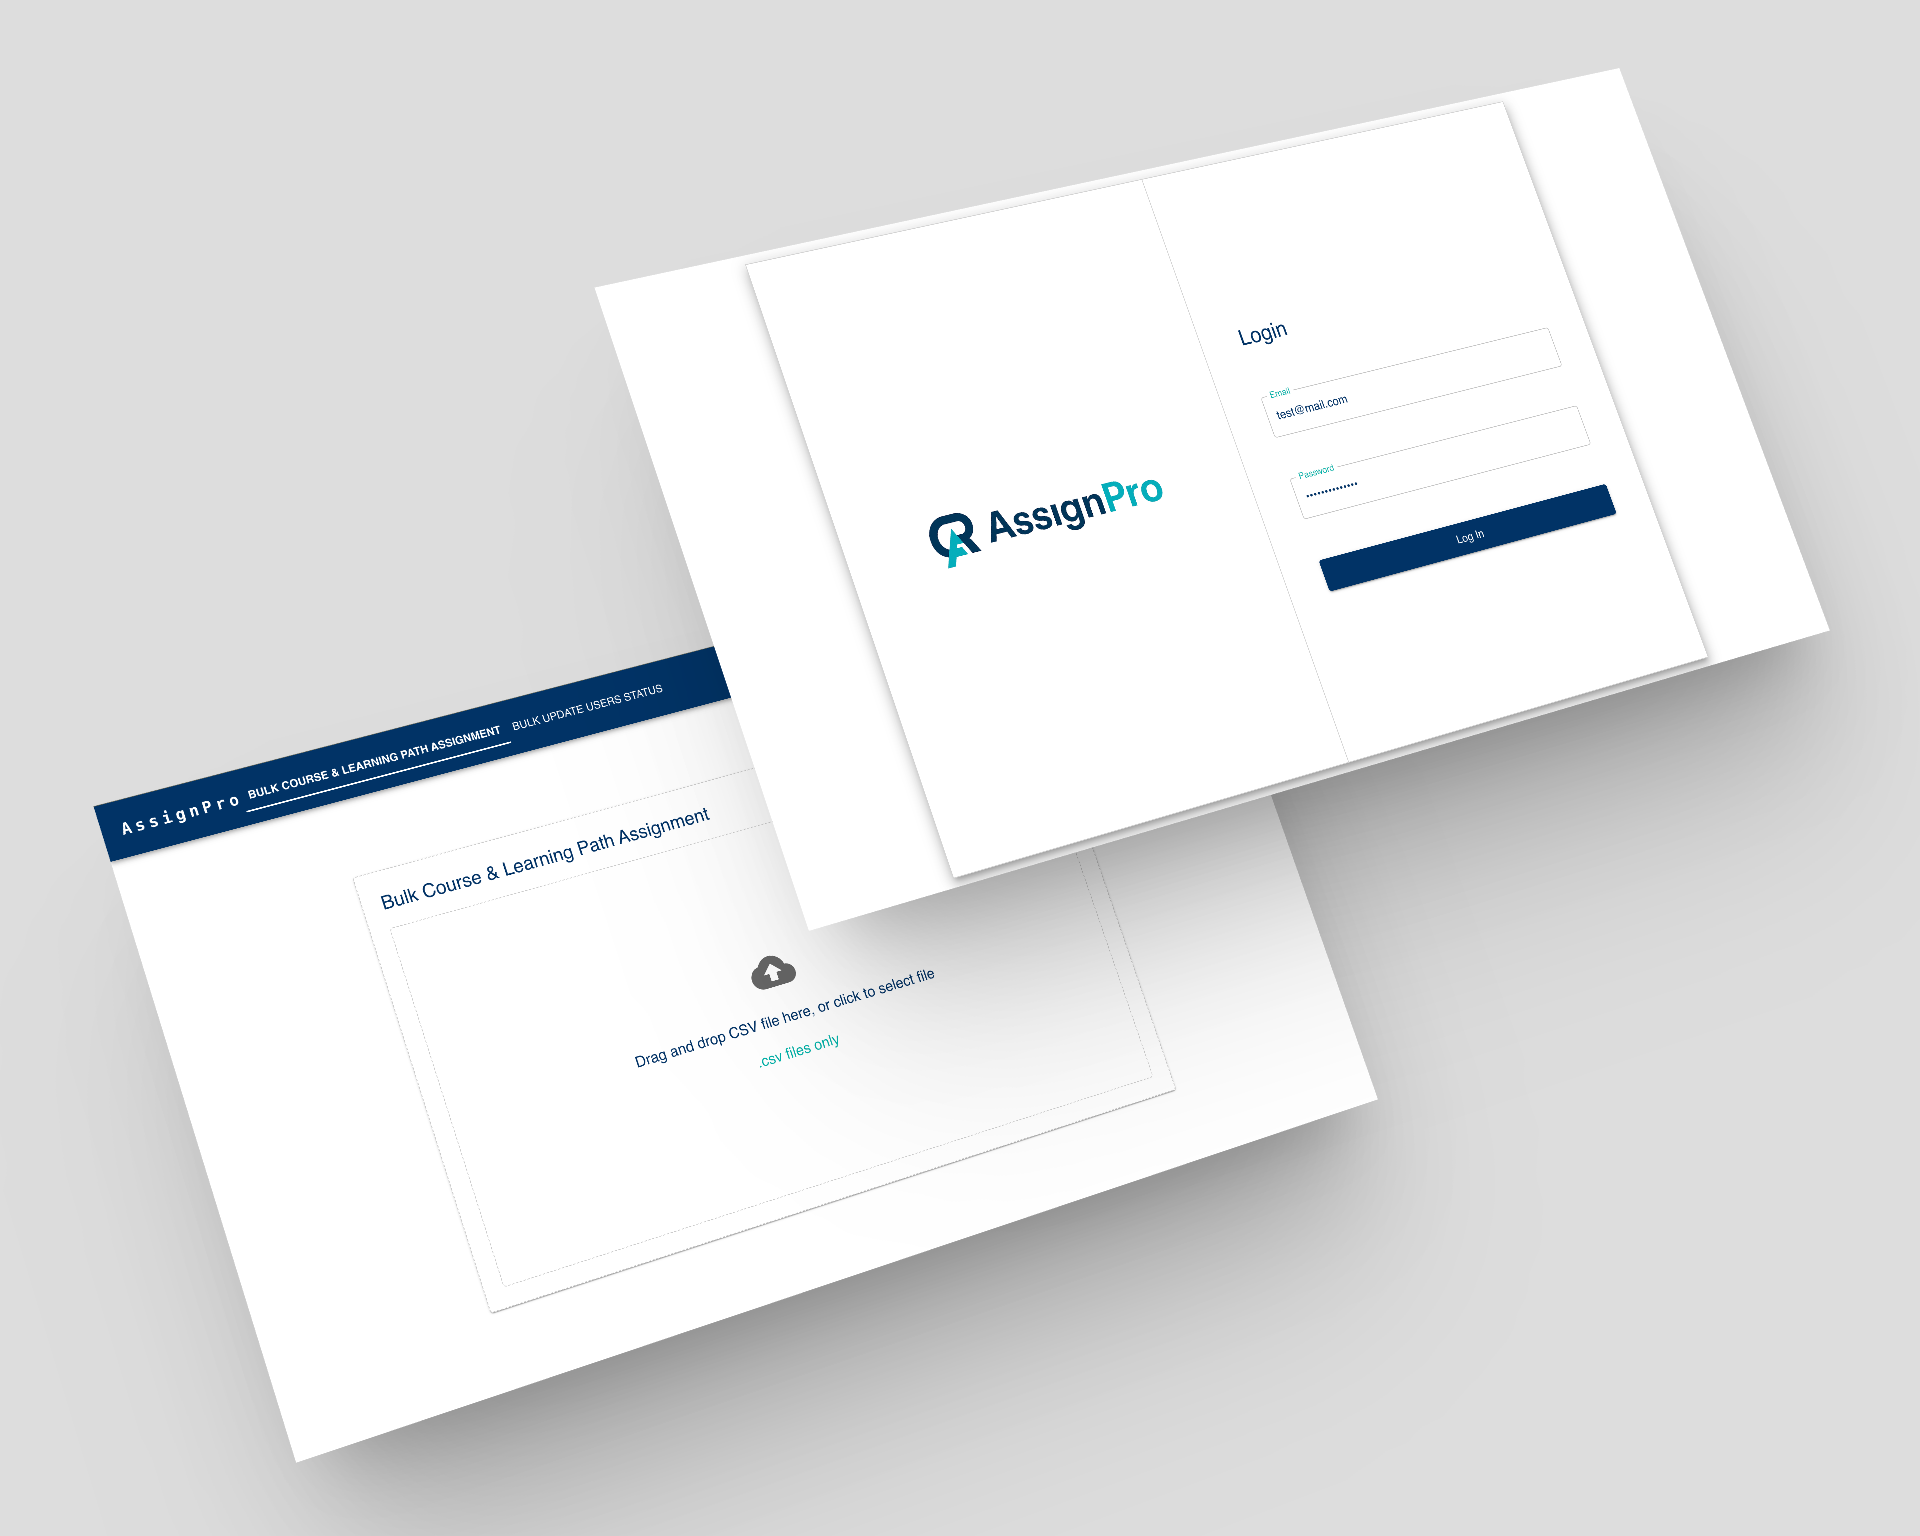 AssignPro
Login
Email
test@mail.com
Password
••••••••••••••
Log In
AssignPro BULK COURSE & LEARNING PATH ASSIGNMENT BULK UPDATE USERS STATUS
Bulk Course & Learning Path Assignment
Drag and drop CSV file here, or click to select file
.csv files only